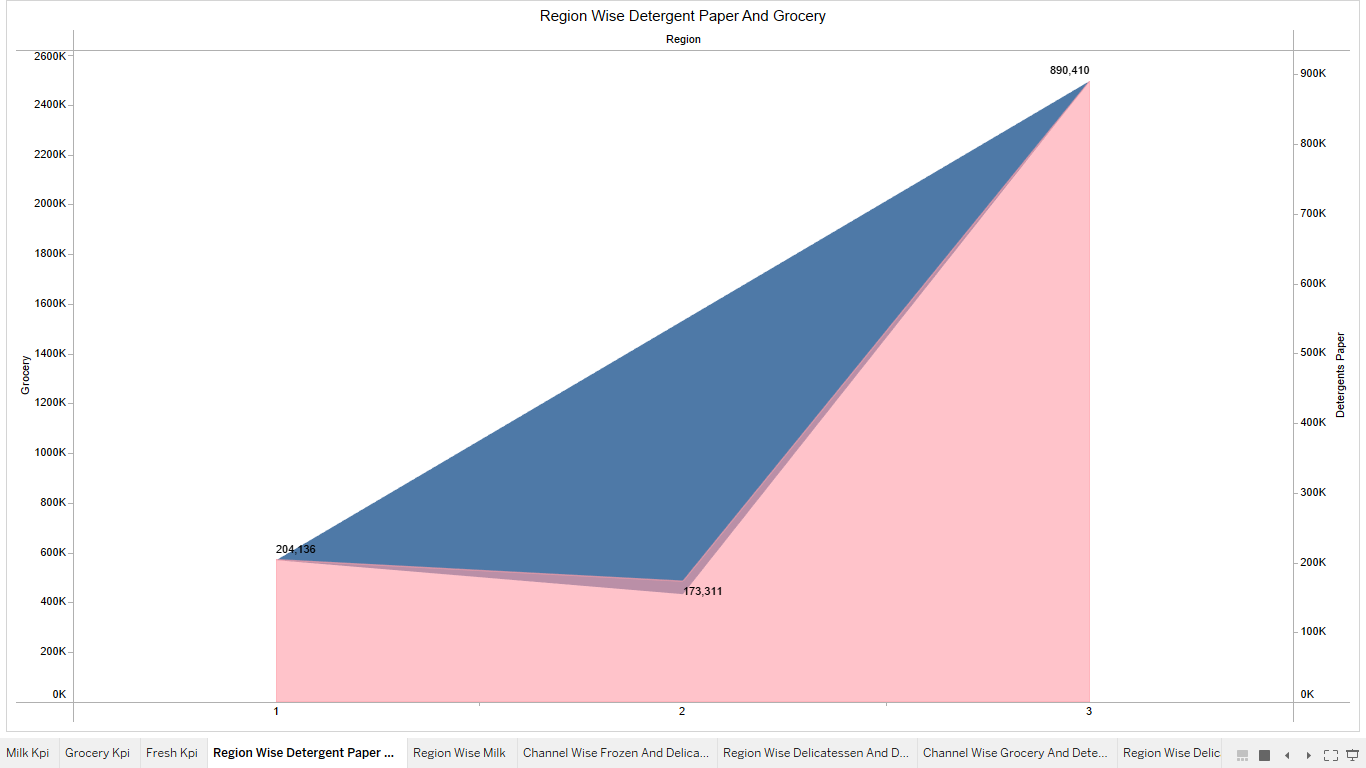 Region Wise Detergent Paper And Grocery
Region
2600K
2400K
2200K
2000K
1800K
1600K
1400K
1200K
1000K
800K
600K
400K
200K
0K
Grocery
890,410
204,136
173,311
900K
800K
700K
600K
500K
400K
300K
200K
100K
0K
Detergents Paper
1 2 3
Milk Kpi Grocery Kpi Fresh Kpi Region Wise Detergent Paper ... Region Wise Milk Channel Wise Frozen And Delica... Region Wise Delicatessen And D... Channel Wise Grocery And Dete... Region Wise Delic